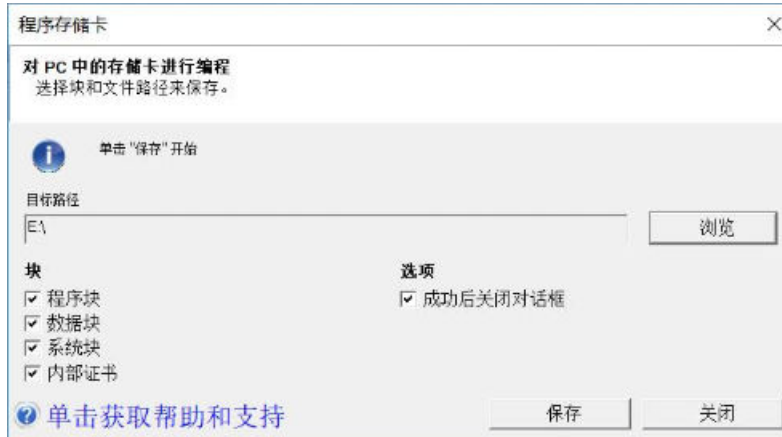 程序存储卡
对 PC 中的存储卡进行编程
选择块和文件路径来保存。
单击 "保存" 开始
目标路径
E:\
浏览
块
选项
程序块
成功后关闭对话框
数据块
系统块
内部证书
单击获取帮助和支持
保存
关闭